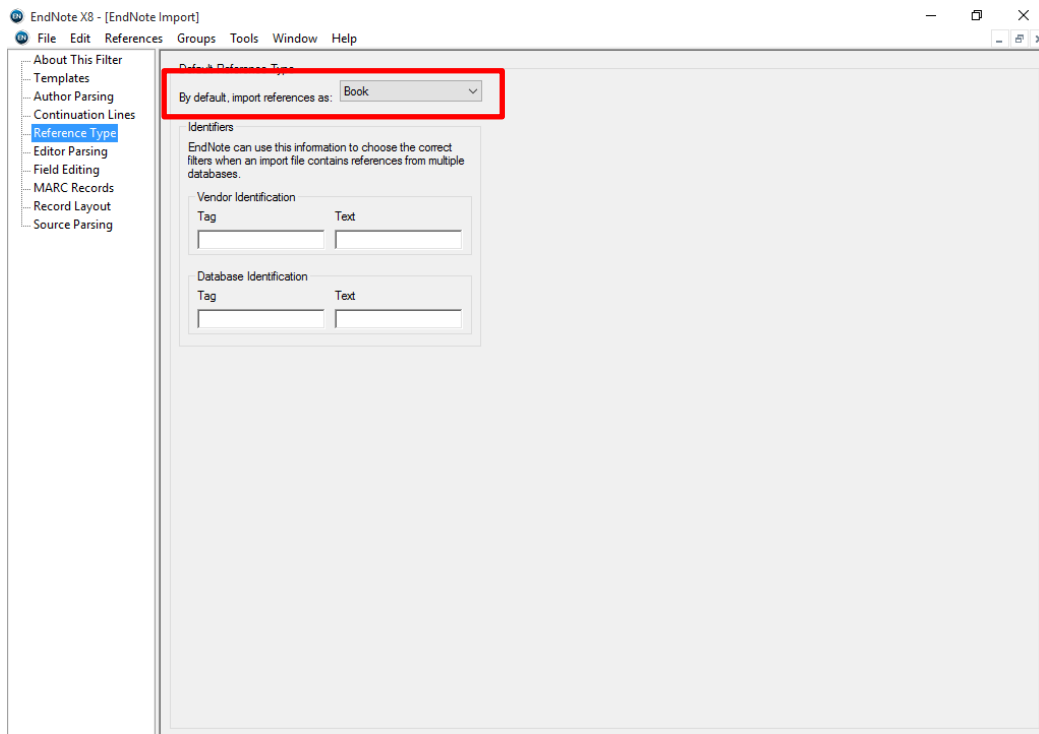 EndNote X8 - [EndNote Import]
File Edit References Groups Tools Window Help
About This Filter
Templates
Author Parsing
Continuation Lines
Reference Type
Editor Parsing
Field Editing
MARC Records
Record Layout
Source Parsing
Default Reference Type
By default, import references as: Book
Identifiers
EndNote can use this information to choose the correct
filters when an import file contains references from multiple
databases.
Vendor Identification
Tag Text
Database Identification
Tag Text